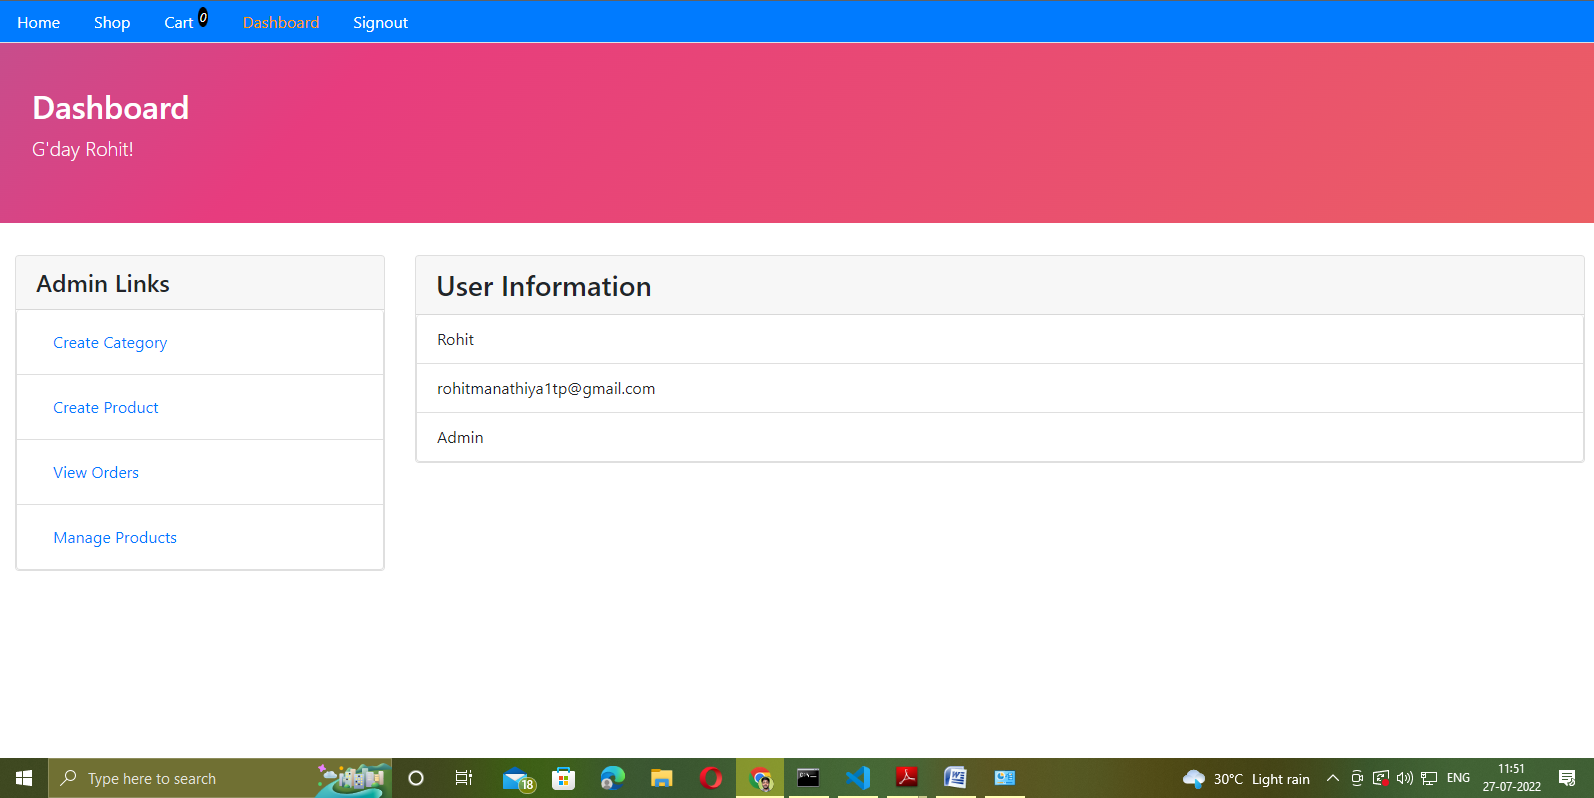 Home Shop Cart 0 Dashboard Signout
Dashboard
G'day Rohit!
Admin Links
Create Category
Create Product
View Orders
Manage Products
User Information
Rohit
rohitmanathiya1tp@gmail.com
Admin
Type here to search
18
30°C Light rain
ENG
11:51
27-07-2022